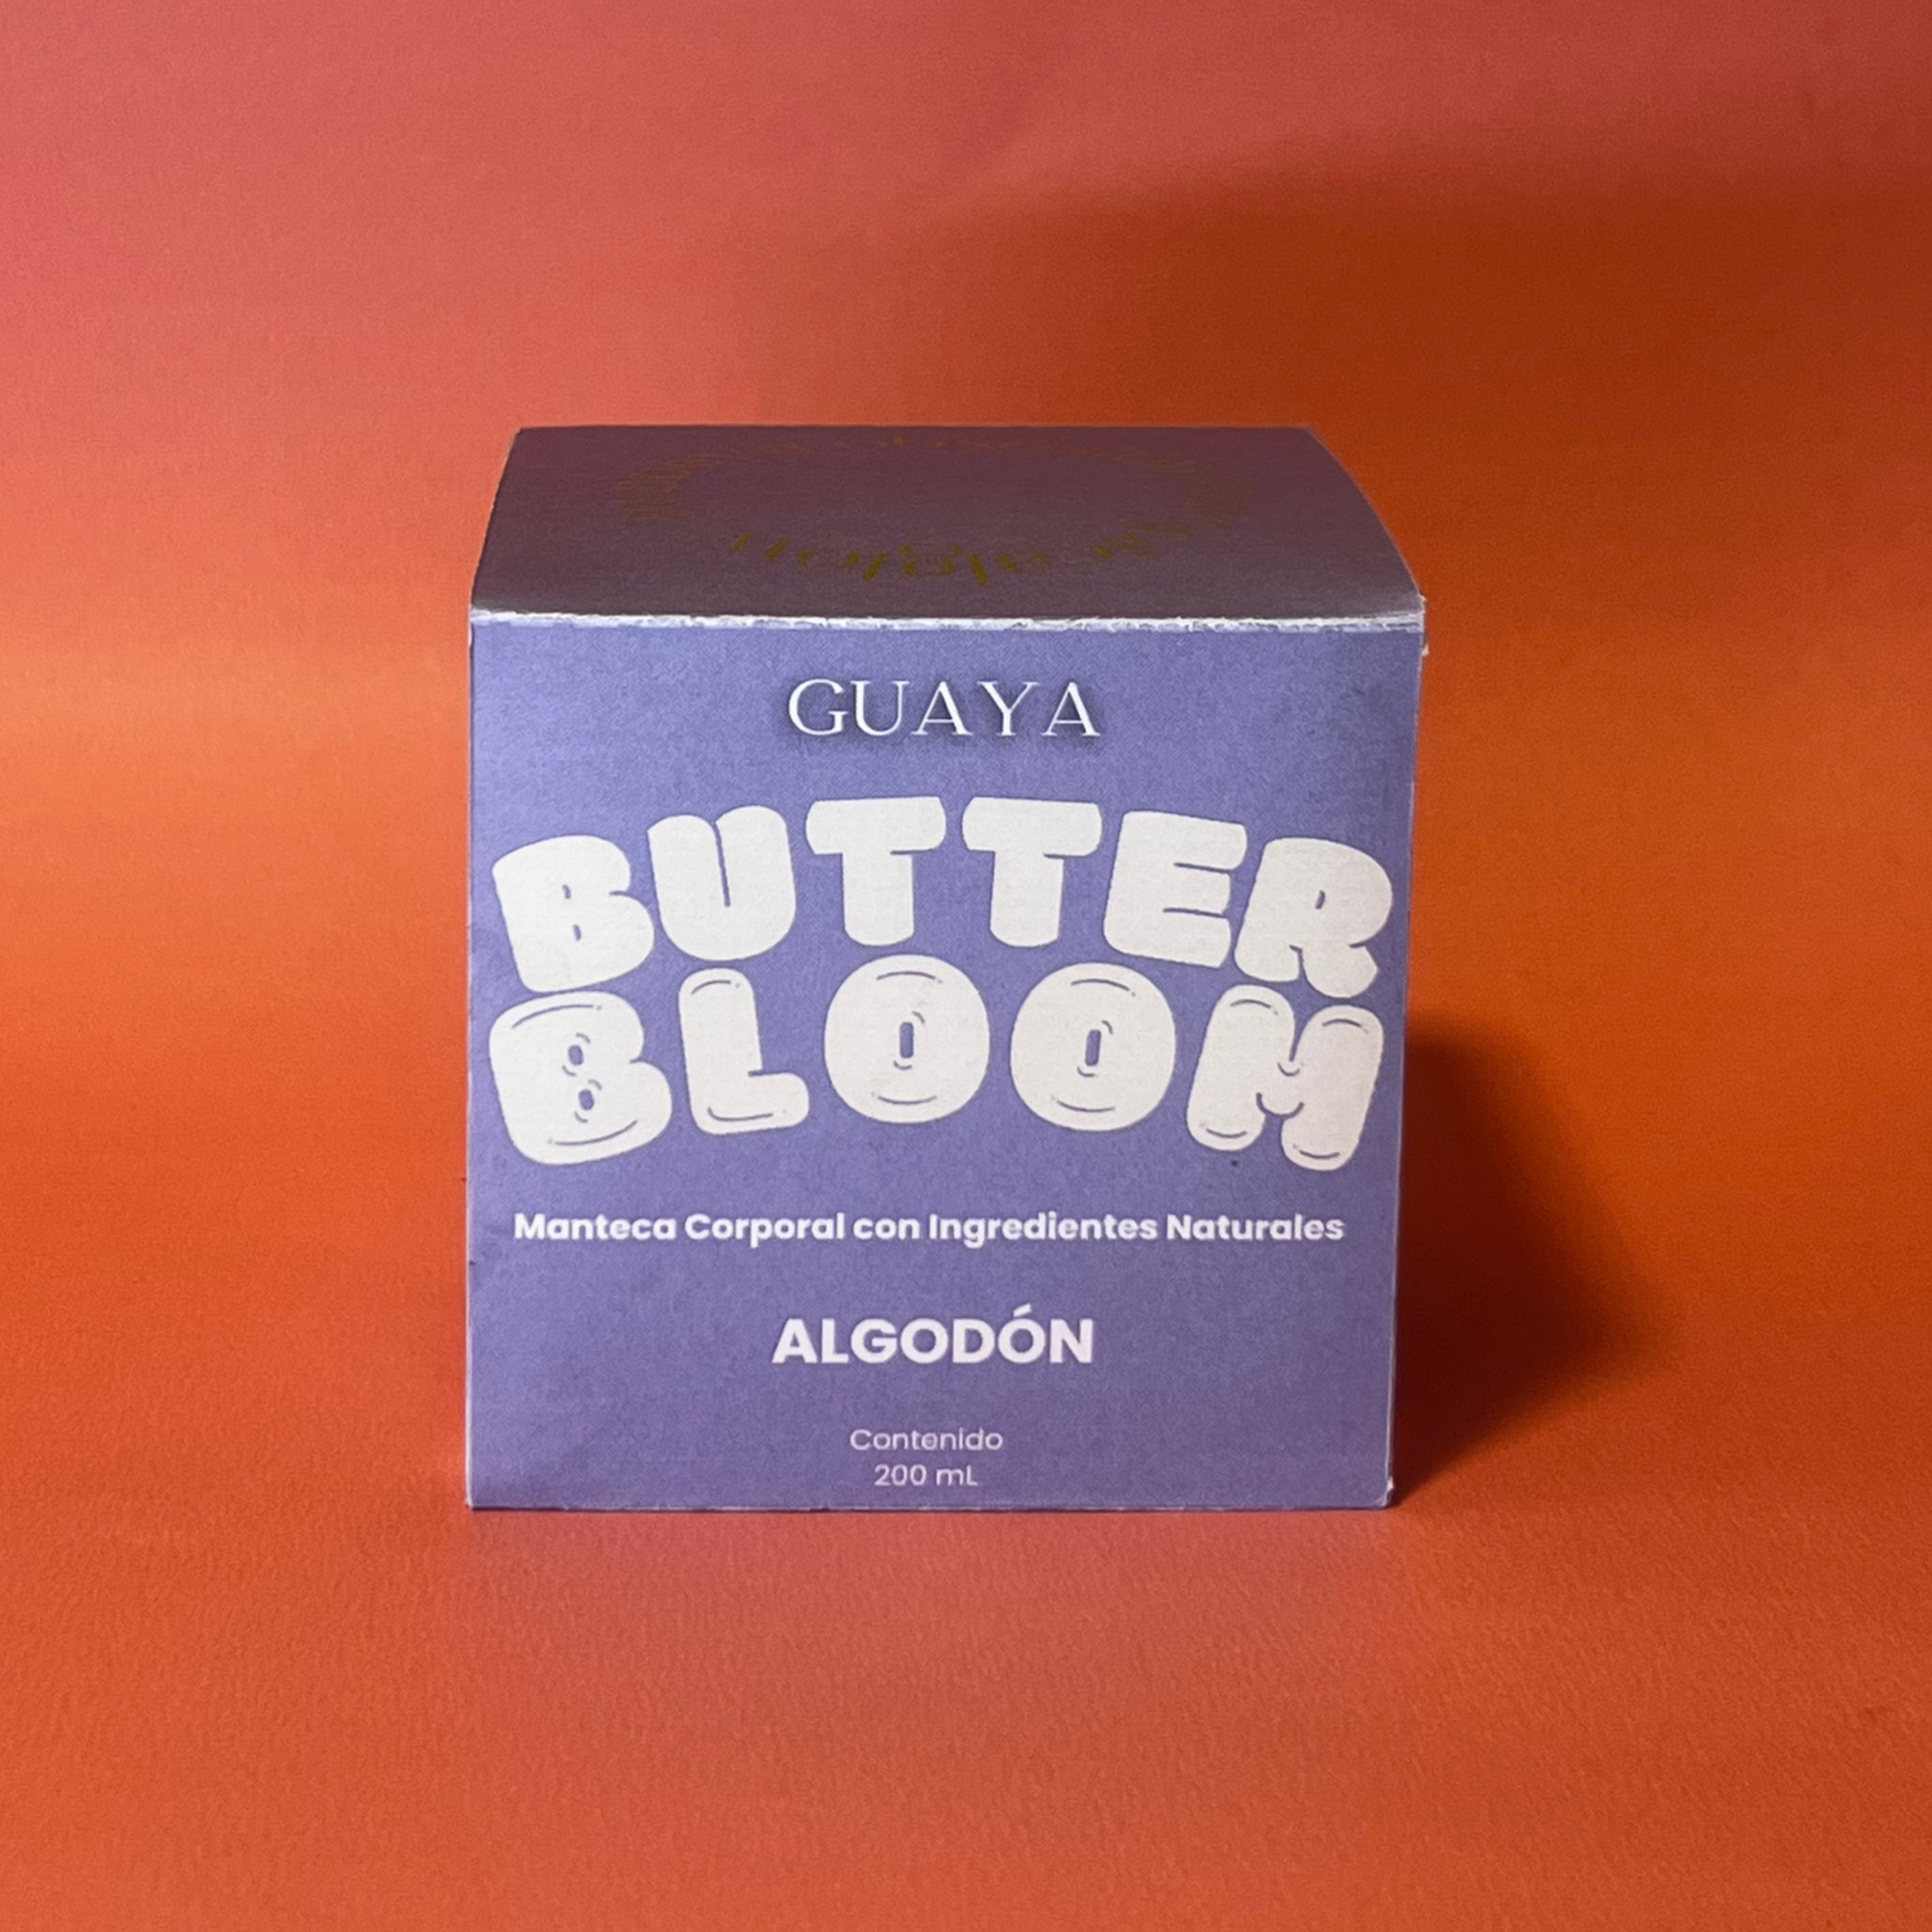 GUAYA
BUTTER
BLOOM
Manteca Corporal con Ingredientes Naturales
ALGODÓN
Contenido
200 mL